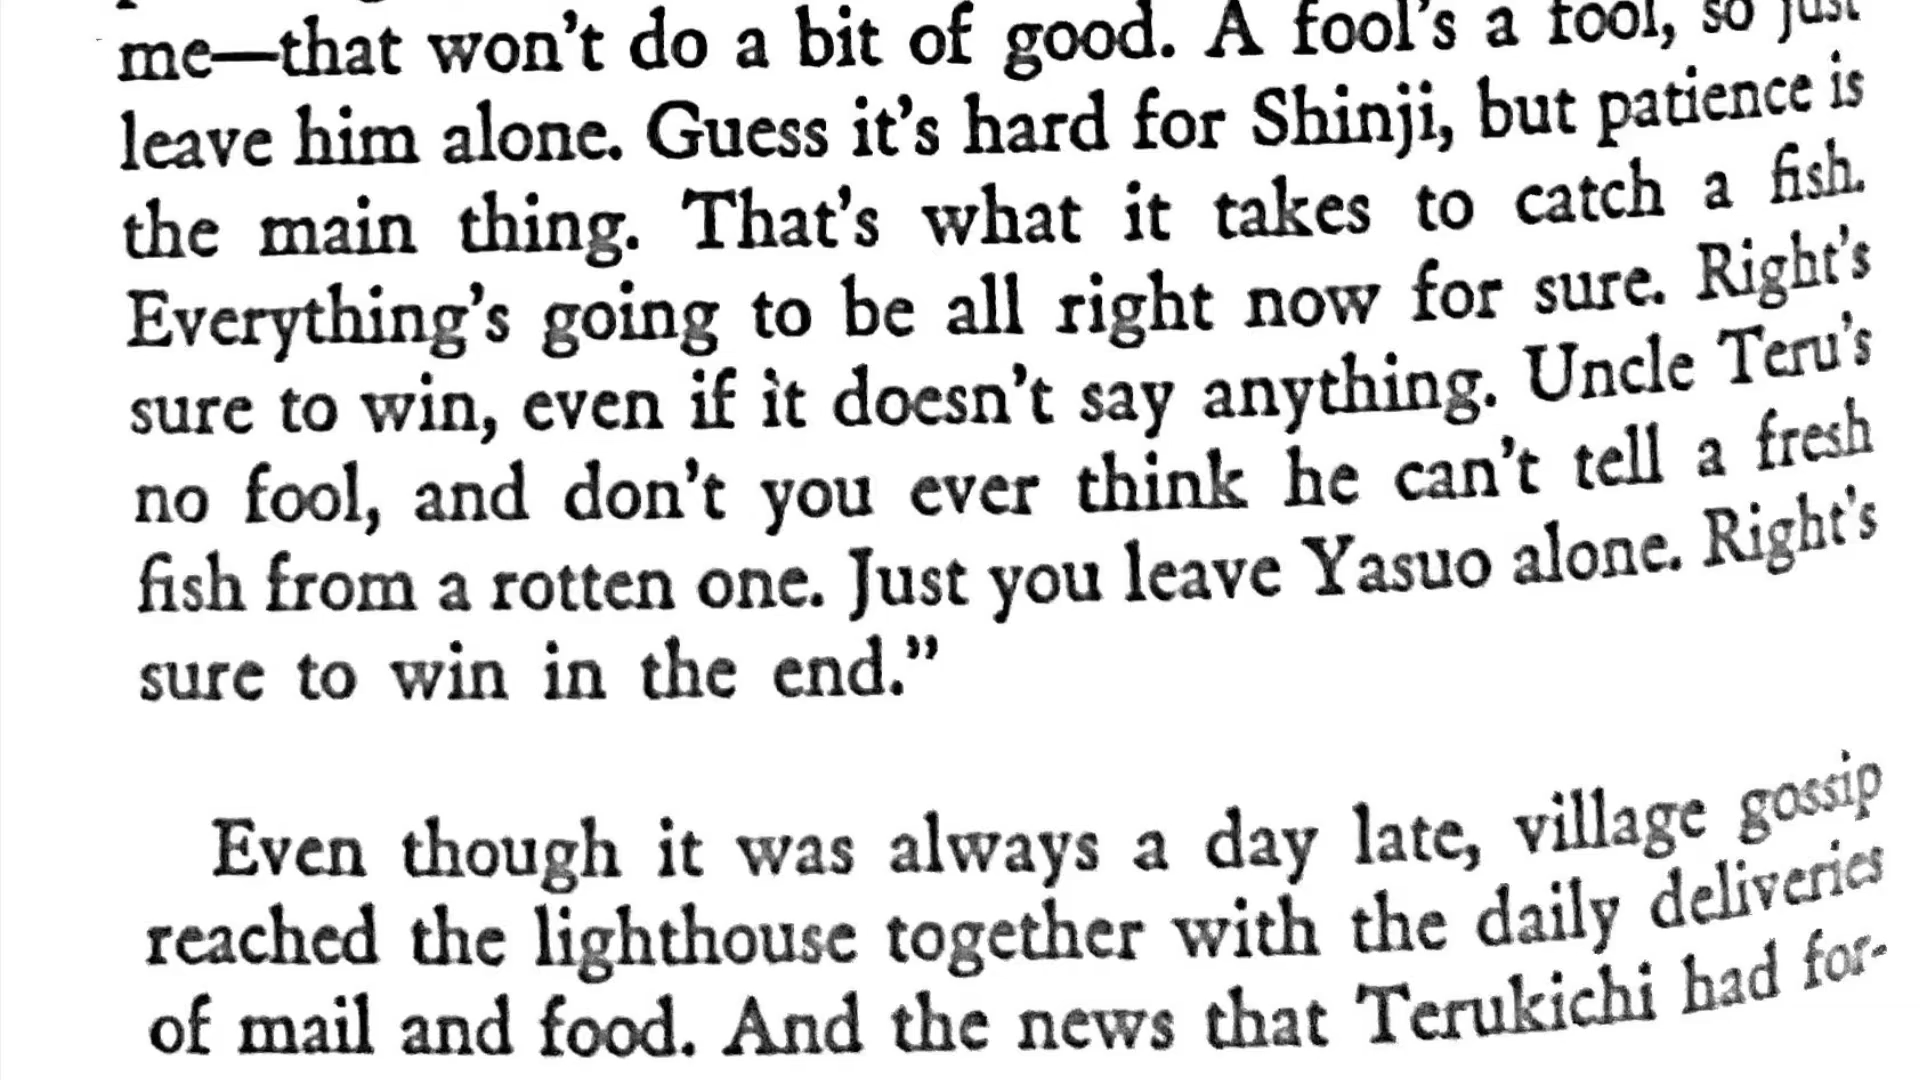 me—that won't do a bit of good. A fool's a fool, so just
leave him alone. Guess it's hard for Shinji, but patience is
the main thing. That's what it takes to catch a fish.
Everything's going to be all right now for sure. Right's
sure to win, even if it doesn't say anything. Uncle Teru's
no fool, and don't you ever think he can't tell a fresh
fish from a rotten one. Just you leave Yasuo alone. Right's
sure to win in the end.”
Even though it was always a day late, village gossip
reached the lighthouse together with the daily deliveries
of mail and food. And the news that Terukichi had for-